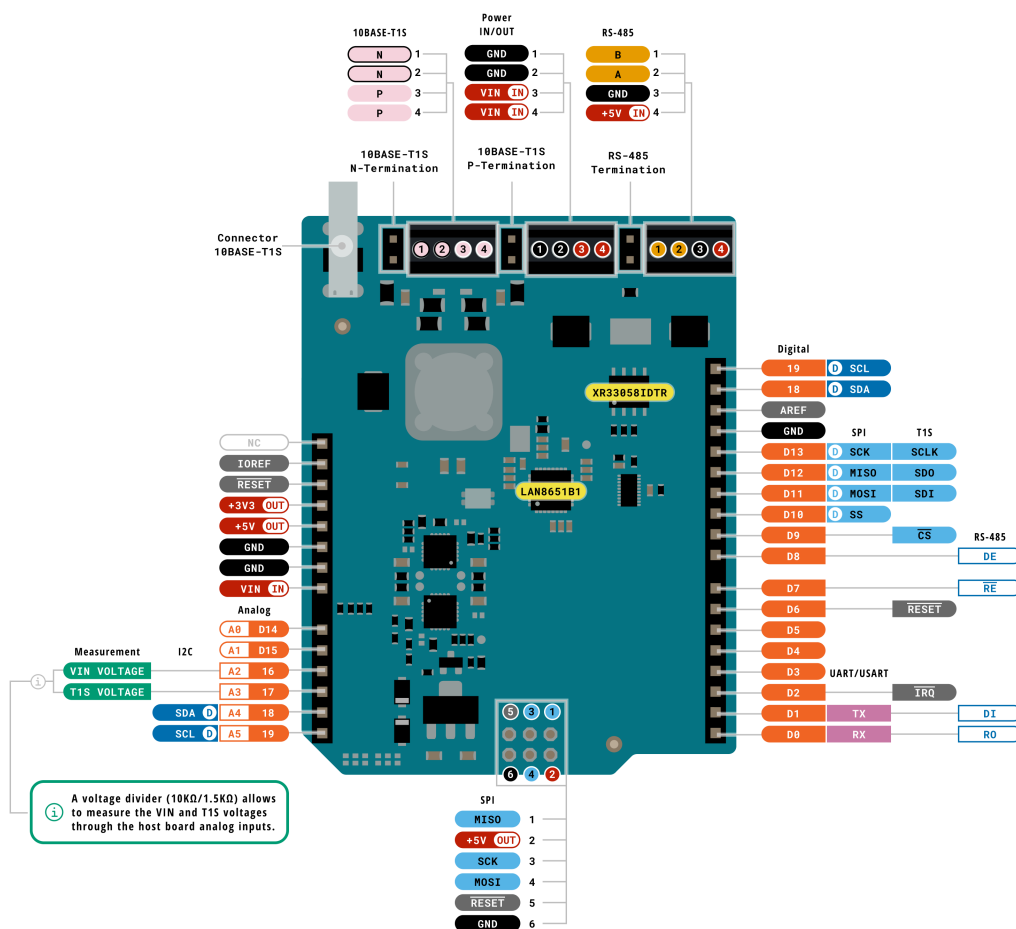 10BASE-T1S
N 1
N 2
P 3
P 4
Power
IN/OUT
GND 1
GND 2
VIN IN 3
VIN IN 4
RS-485
B 1
A 2
GND 3
+5V IN 4
10BASE-T1S
N-Termination
10BASE-T1S
P-Termination
RS-485
Termination
Connector
10BASE-T1S
1 2 3 4
1 2 3 4
1 2 3 4
XR33058IDTR
LAN8651B1
NC
IOREF
RESET
+3V3 OUT
+5V OUT
GND
GND
VIN IN
Analog
A0 D14
A1 D15
Measurement I2C
VIN VOLTAGE A2 16
T1S VOLTAGE A3 17
SDA D A4 18
SCL D A5 19
i
i
A voltage divider (10KΩ/1.5KΩ) allows
to measure the VIN and T1S voltages
through the host board analog inputs.
Digital
19 D SCL
18 D SDA
AREF
GND
SPI T1S
D13 D SCK SCLK
D12 D MISO SDO
D11 D MOSI SDI
D10 D SS
D9 CS
RS-485
D8 DE
D7 RE
D6 RESET
D5
D4
D3
UART/USART
D2 IRQ
D1 TX DI
D0 RX RO
5 3 1
6 4 2
SPI
MISO 1
+5V OUT 2
SCK 3
MOSI 4
RESET 5
GND 6